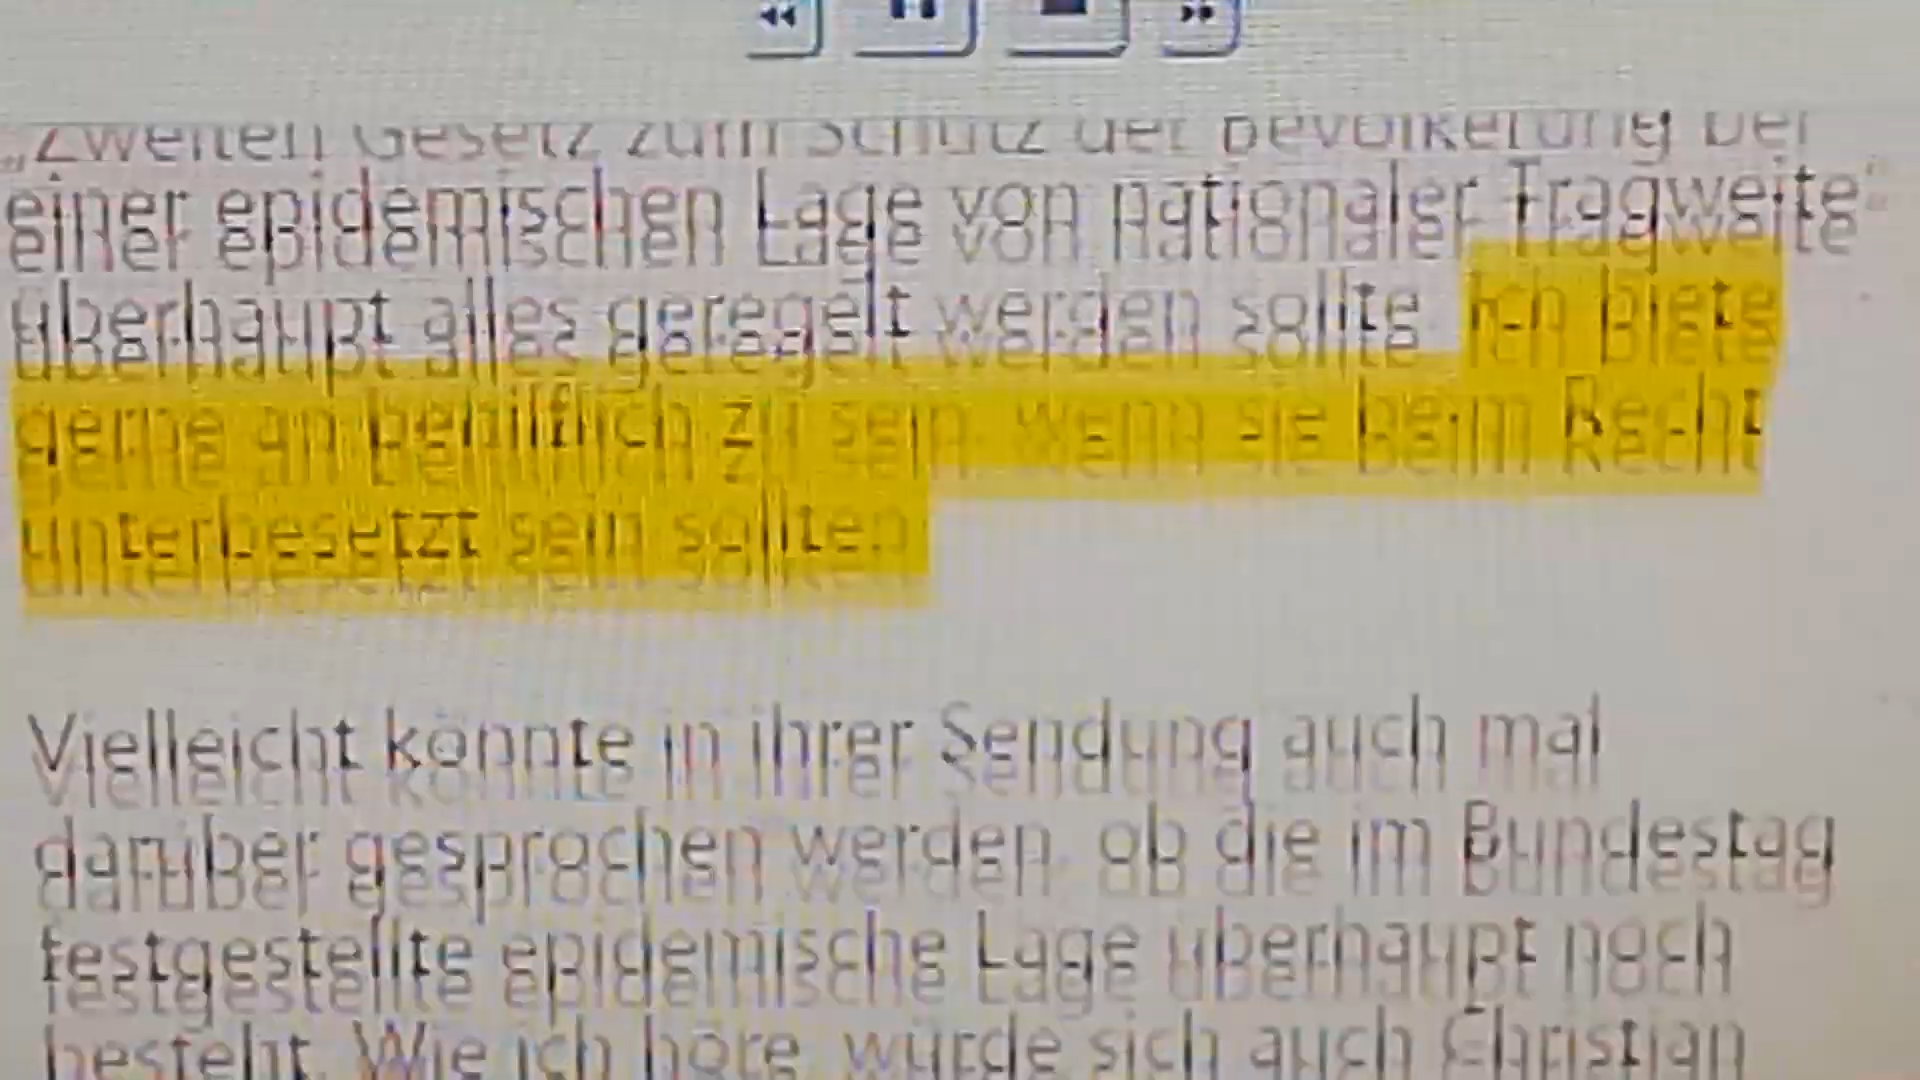 „Zweiten Gesetz zum Schutz der Bevölkerung bei
einer epidemischen Lage von nationaler Tragweite“
überhaupt alles geregelt werden sollte. Ich biete
gerne an behilflich zu sein, wenn sie beim Recht
unterbesetzt sein sollten.
Vielleicht könnte in ihrer Sendung auch mal
darüber gesprochen werden, ob die im Bundestag
festgestellte epidemische Lage überhaupt noch
besteht. Wie ich höre, würde sich auch Christian